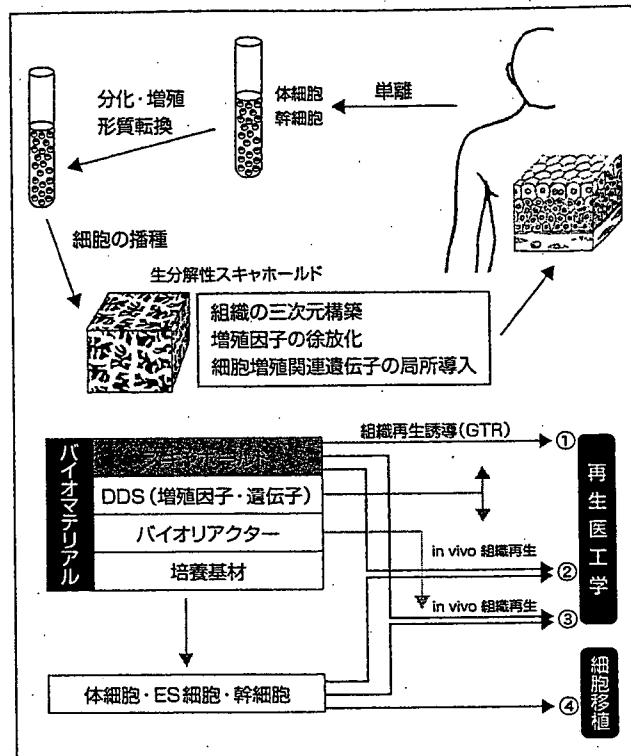 分化・増殖
形質転換
体細胞
幹細胞
単離
細胞の播種
生分解性スキャホールド
組織の三次元構築
増殖因子の徐放化
細胞増殖関連遺伝子の局所導入
バイオマテリアル
DDS(増殖因子・遺伝子)
バイオリアクター
培養基材
組織再生誘導(GTR)
①
in vivo 組織再生
②
in vivo 組織再生
③
再生医工学
体細胞・ES細胞・幹細胞
④
細胞移植